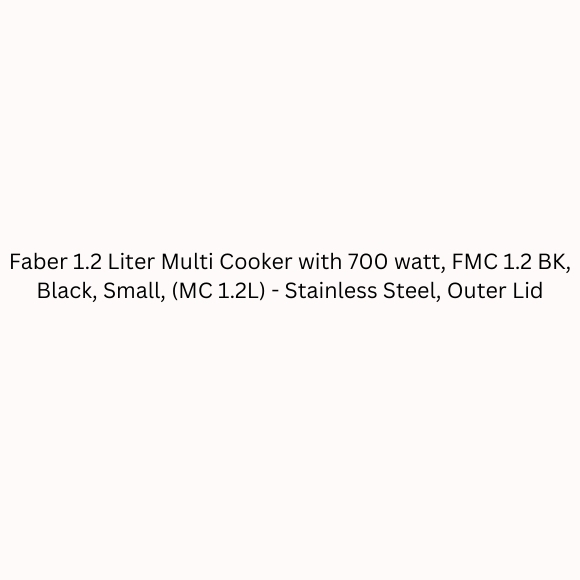 Faber 1.2 Liter Multi Cooker with 700 watt, FMC 1.2 BK,
Black, Small, (MC 1.2L) - Stainless Steel, Outer Lid